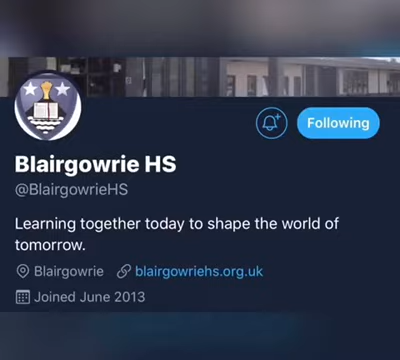 Following
Blairgowrie HS
@BlairgowrieHS
Learning together today to shape the world of
tomorrow.
Blairgowrie blairgowriehs.org.uk
Joined June 2013